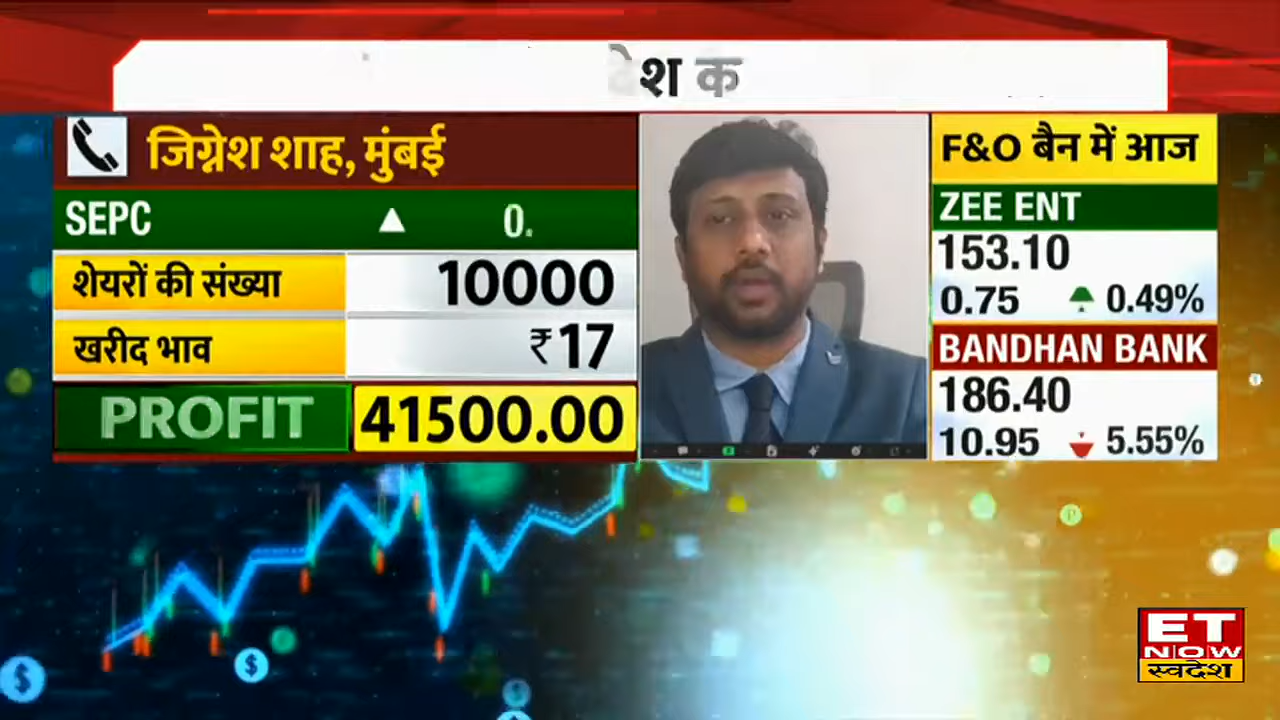 श क
जिग्नेश शाह, मुंबई
SEPC ▲ 0.
शेयरों की संख्या 10000
खरीद भाव ₹17
PROFIT 41500.00
F&O बैन में आज
ZEE ENT
153.10
0.75 0.49%
BANDHAN BANK
186.40
10.95 5.55%
ET
NOW
स्वदेश